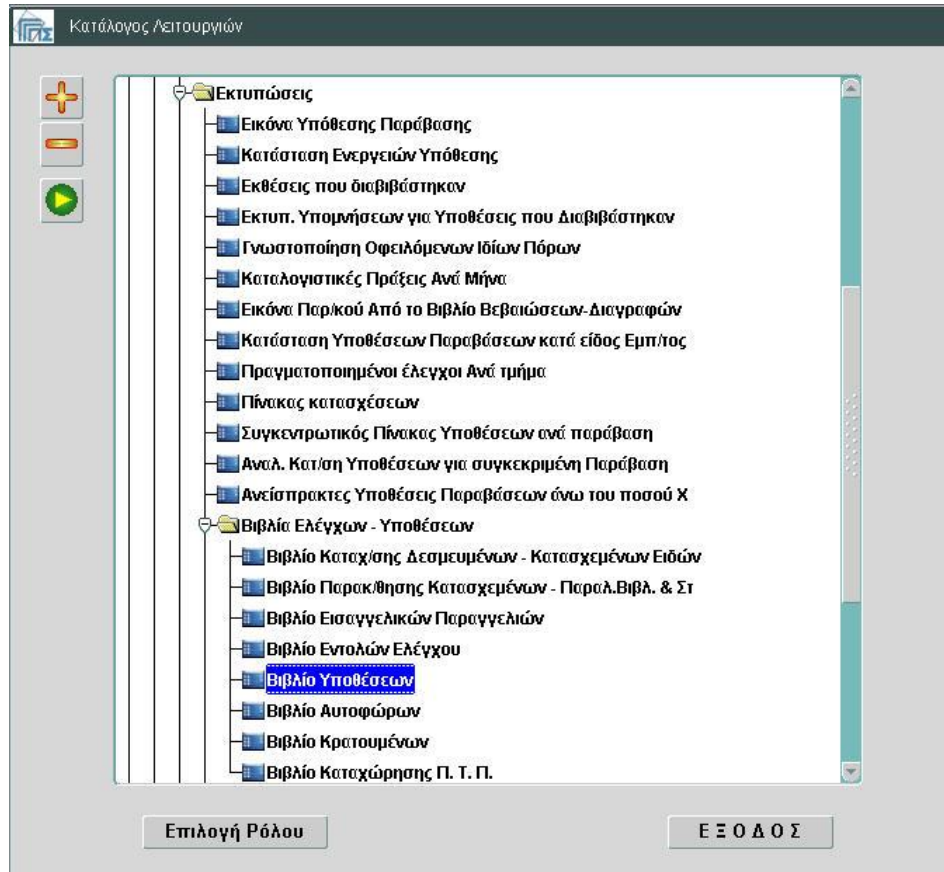 Κατάλογος Λειτουργιών
Εκτυπώσεις
Εικόνα Υπόθεσης Παράβασης
Κατάσταση Ενεργειών Υπόθεσης
Εκθέσεις που διαβιβάστηκαν
Εκτυπ. Υπομνήσεων για Υποθέσεις που Διαβιβάστηκαν
Γνωστοποίηση Οφειλόμενων Ιδίων Πόρων
Καταλογιστικές Πράξεις Ανά Μήνα
Εικόνα Παρ/κού Από το Βιβλίο Βεβαιώσεων-Διαγραφών
Κατάσταση Υποθέσεων Παραβάσεων κατά είδος Εμπ/τος
Πραγματοποιημένοι έλεγχοι Ανά τμήμα
Πίνακας κατασχέσεων
Συγκεντρωτικός Πίνακας Υποθέσεων ανά παράβαση
Αναλ. Κατ/ση Υποθέσεων για συγκεκριμένη Παράβαση
Ανείσπρακτες Υποθέσεις Παραβάσεων άνω του ποσού Χ
Βιβλία Ελέγχων - Υποθέσεων
Βιβλίο Καταχ/σης Δεσμευμένων - Κατασχεμένων Ειδών
Βιβλίο Παρακ/θησης Κατασχεμένων - Παραλ.Βιβλ. & Στ
Βιβλίο Εισαγγελικών Παραγγελιών
Βιβλίο Εντολών Ελέγχου
Βιβλίο Υποθέσεων
Βιβλίο Αυτοφώρων
Βιβλίο Κρατουμένων
Βιβλίο Καταχώρησης Π. Τ. Π.
Επιλογή Ρόλου
Ε Ξ Ο Δ Ο Σ